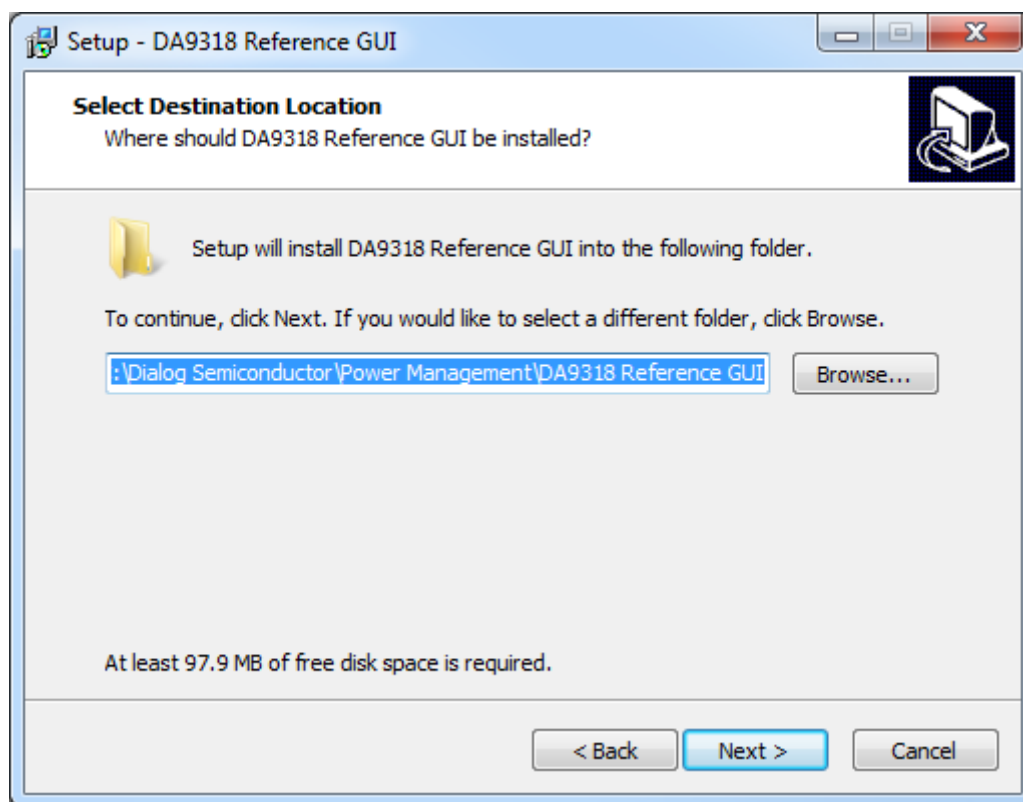 Setup - DA9318 Reference GUI
Select Destination Location
Where should DA9318 Reference GUI be installed?
Setup will install DA9318 Reference GUI into the following folder.
To continue, click Next. If you would like to select a different folder, click Browse.
:\Dialog Semiconductor\Power Management\DA9318 Reference GUI
Browse...
At least 97.9 MB of free disk space is required.
< Back
Next >
Cancel